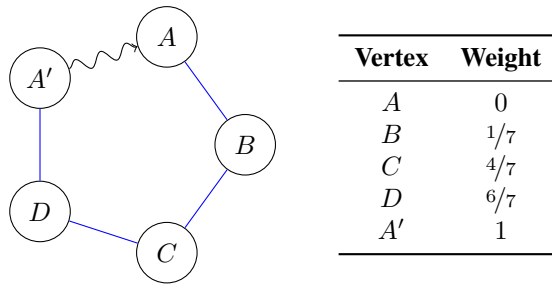 A
A′
B
D
C
Vertex Weight
A 0
B 1/7
C 4/7
D 6/7
A′ 1